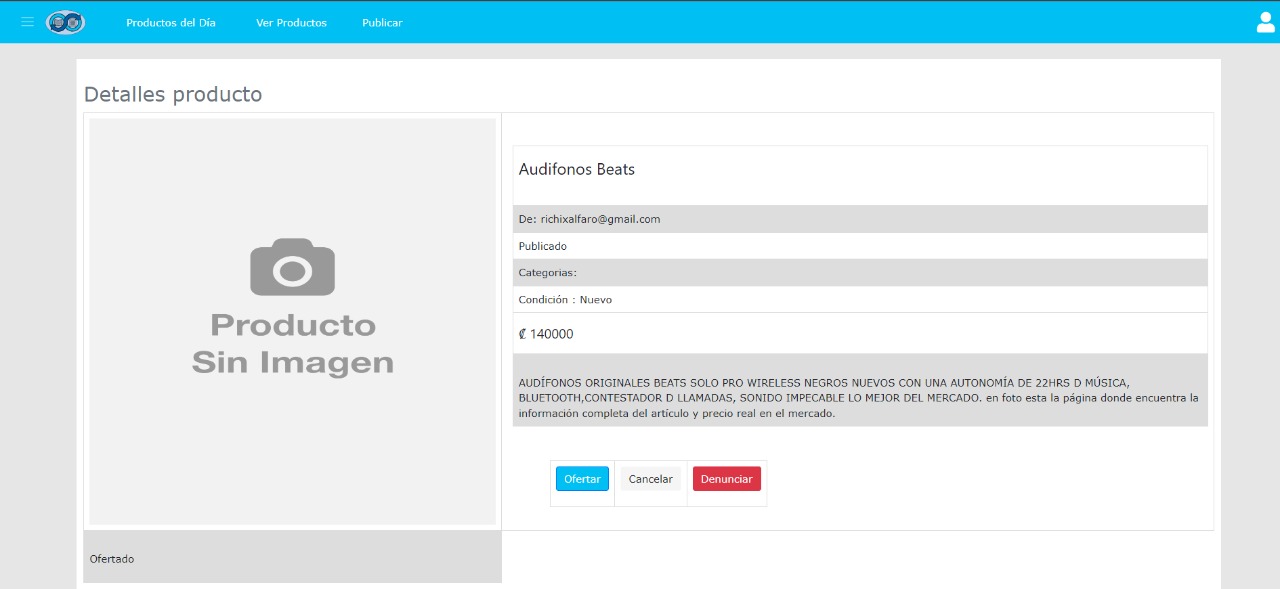 Productos del Día
Ver Productos
Publicar
Detalles producto
Producto
Sin Imagen
Audifonos Beats
De: richixalfaro@gmail.com
Publicado
Categorias:
Condición : Nuevo
₡ 140000
AUDÍFONOS ORIGINALES BEATS SOLO PRO WIRELESS NEGROS NUEVOS CON UNA AUTONOMÍA DE 22HRS D MÚSICA,
BLUETOOTH,CONTESTADOR D LLAMADAS, SONIDO IMPECABLE LO MEJOR DEL MERCADO. en foto esta la página donde encuentra la
información completa del artículo y precio real en el mercado.
Ofertar
Cancelar
Denunciar
Ofertado